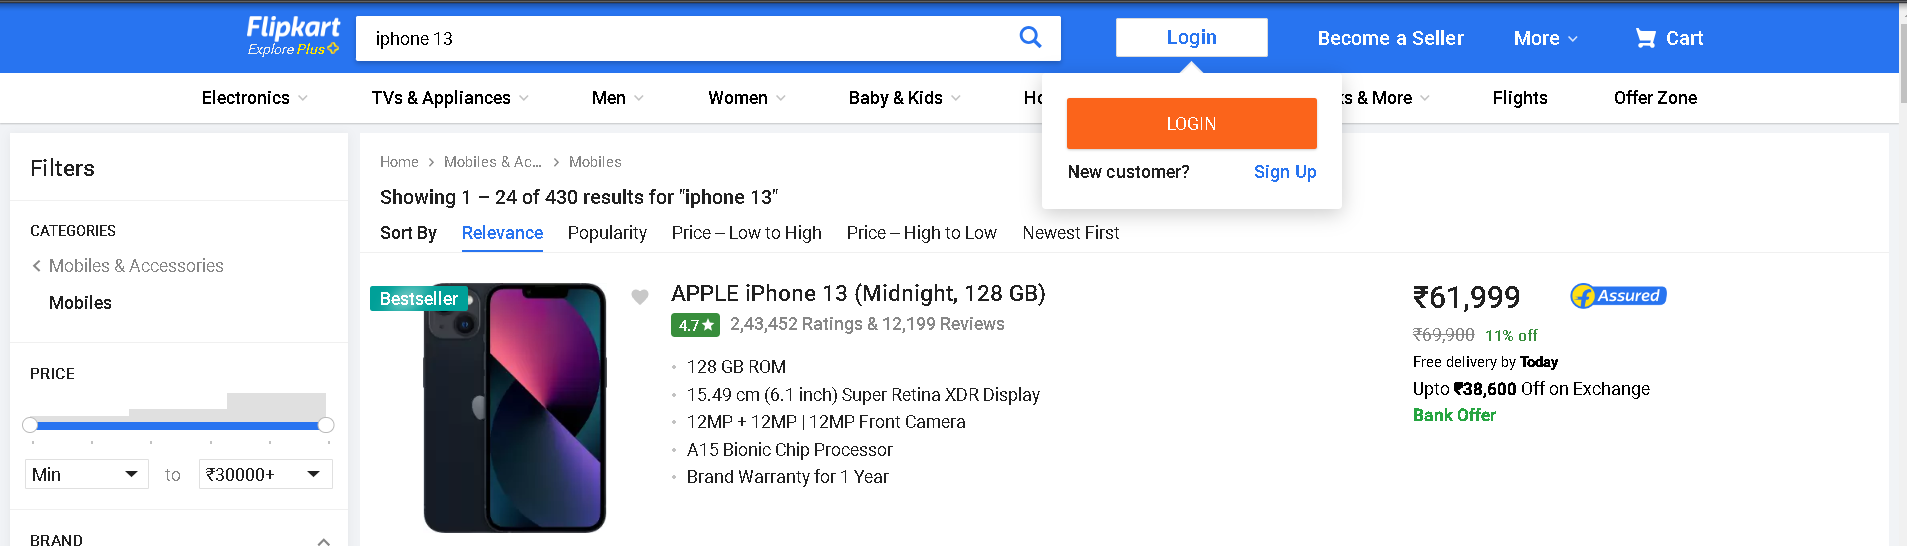 Flipkart
Explore Plus
iphone 13
Login
Become a Seller
More
Cart
Electronics
TVs & Appliances
Men
Women
Baby & Kids
& More
Flights
Offer Zone
LOGIN
New customer? Sign Up
Filters
CATEGORIES
Mobiles & Accessories
Mobiles
PRICE
Min to ₹30000+
BRAND
Home > Mobiles & Ac... > Mobiles
Showing 1 – 24 of 430 results for "iphone 13"
Sort By Relevance Popularity Price -- Low to High Price -- High to Low Newest First
Bestseller
APPLE iPhone 13 (Midnight, 128 GB)
4.7★ 2,43,452 Ratings & 12,199 Reviews
• 128 GB ROM
• 15.49 cm (6.1 inch) Super Retina XDR Display
• 12MP + 12MP | 12MP Front Camera
• A15 Bionic Chip Processor
• Brand Warranty for 1 Year
₹61,999
Assured
₹69,900 11% off
Free delivery by Today
Upto ₹38,600 Off on Exchange
Bank Offer